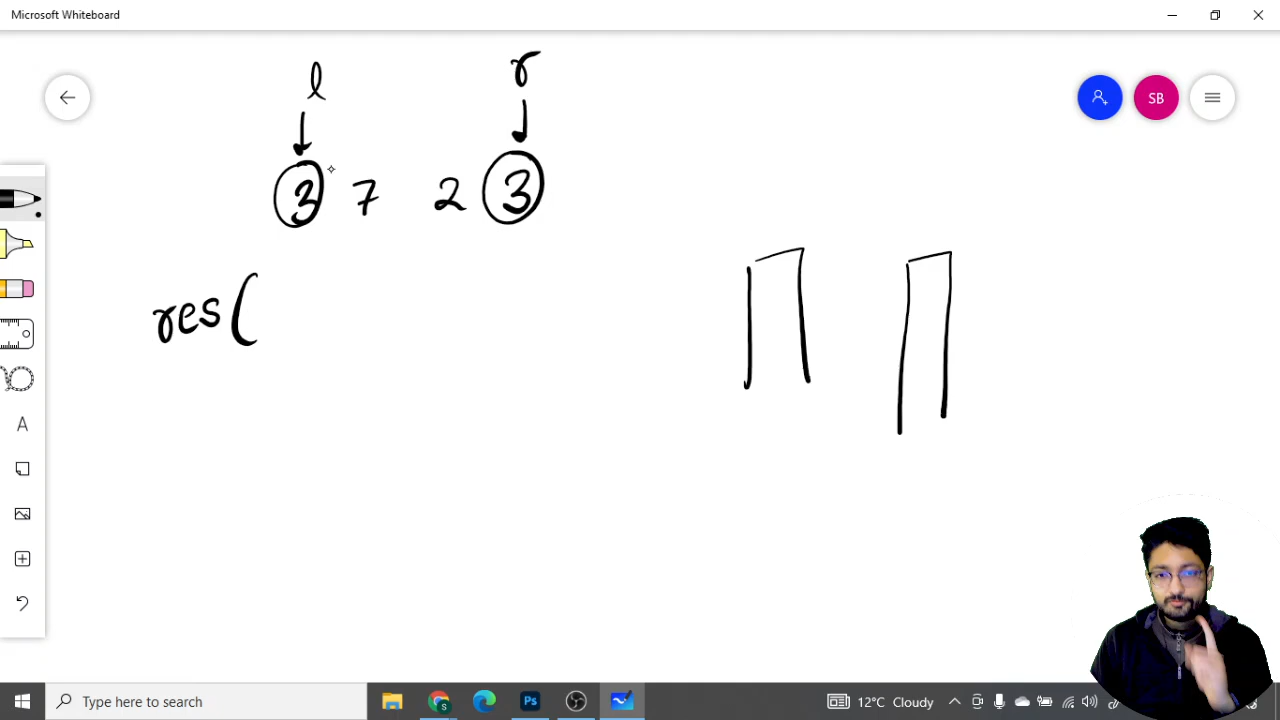 Microsoft Whiteboard
l r
SB
3 7 2 3
res(
A
Type here to search
12°C Cloudy